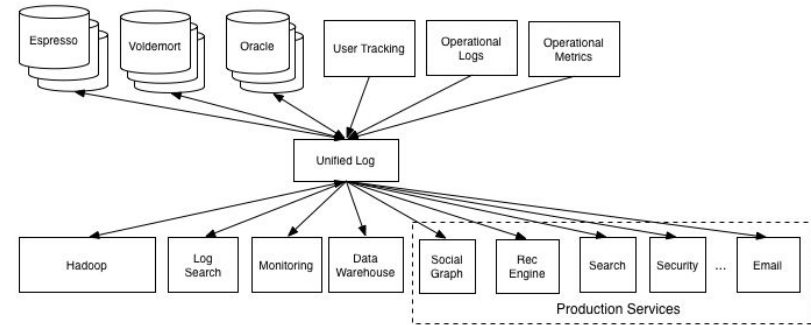 Espresso
Voldemort
Oracle
User Tracking
Operational
Logs
Operational
Metrics
Unified Log
Hadoop
Log
Search
Monitoring
Data
Warehouse
Social
Graph
Rec
Engine
Search
Security
...
Email
Production Services